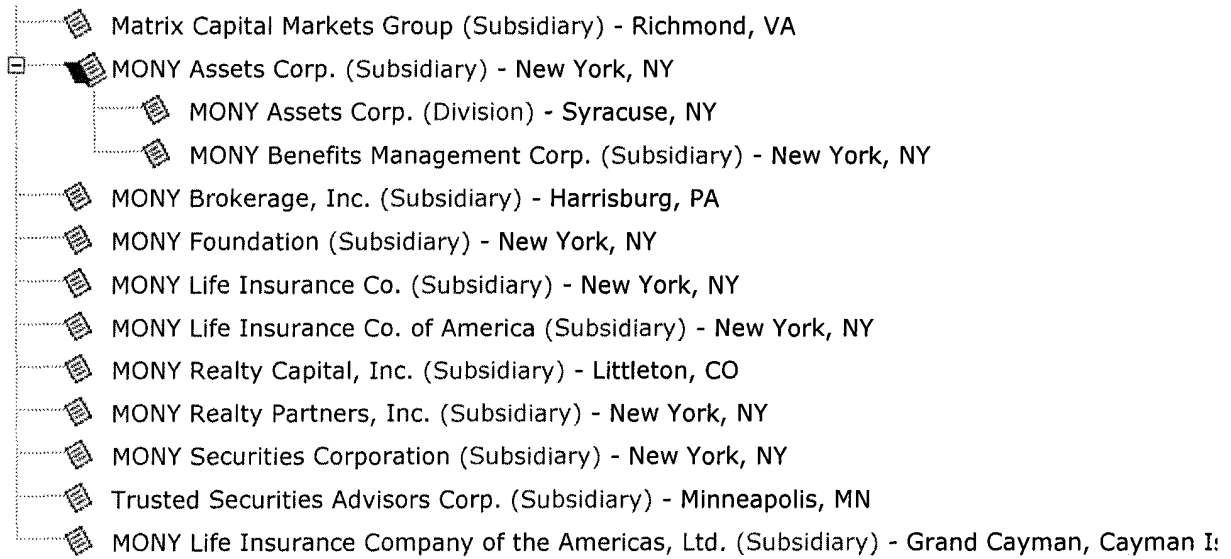 Matrix Capital Markets Group (Subsidiary) - Richmond, VA
MONY Assets Corp. (Subsidiary) - New York, NY
MONY Assets Corp. (Division) - Syracuse, NY
MONY Benefits Management Corp. (Subsidiary) - New York, NY
MONY Brokerage, Inc. (Subsidiary) - Harrisburg, PA
MONY Foundation (Subsidiary) - New York, NY
MONY Life Insurance Co. (Subsidiary) - New York, NY
MONY Life Insurance Co. of America (Subsidiary) - New York, NY
MONY Realty Capital, Inc. (Subsidiary) - Littleton, CO
MONY Realty Partners, Inc. (Subsidiary) - New York, NY
MONY Securities Corporation (Subsidiary) - New York, NY
Trusted Securities Advisors Corp. (Subsidiary) - Minneapolis, MN
MONY Life Insurance Company of the Americas, Ltd. (Subsidiary) - Grand Cayman, Cayman